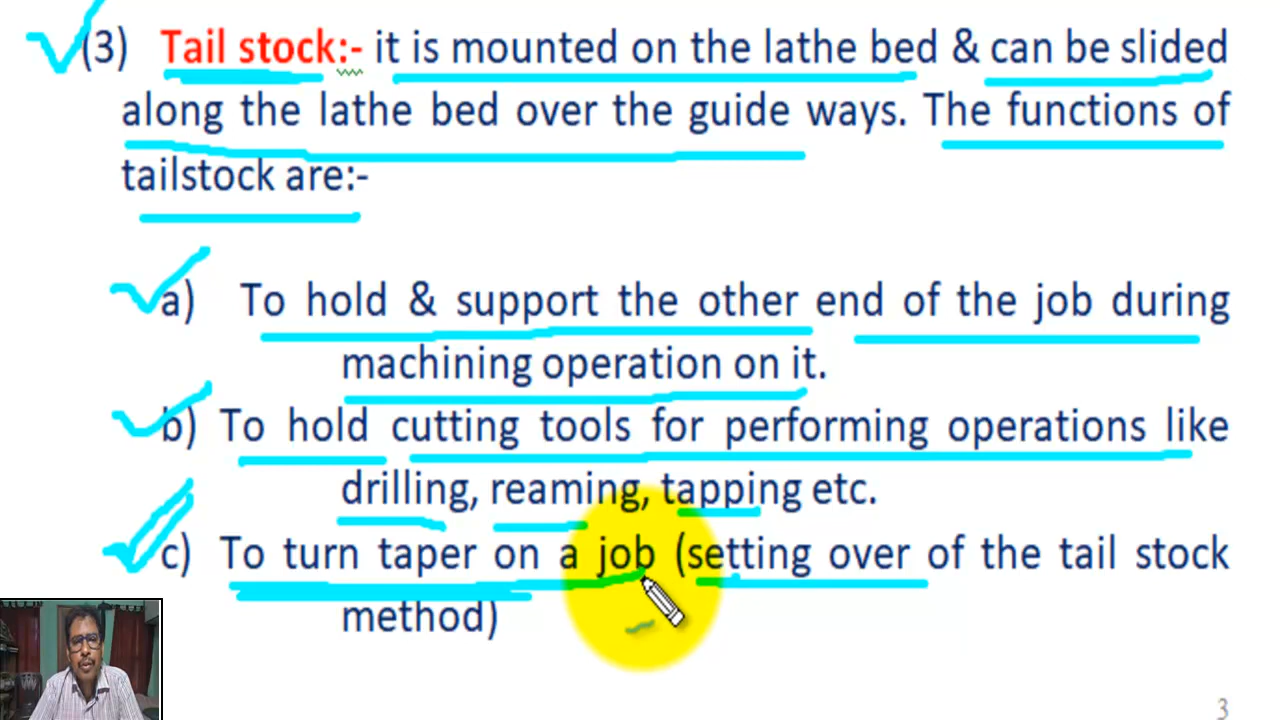 (3) Tail stock:- it is mounted on the lathe bed & can be slided
along the lathe bed over the guide ways. The functions of
tailstock are:-
a) To hold & support the other end of the job during
machining operation on it.
b) To hold cutting tools for performing operations like
drilling, reaming, tapping etc.
c) To turn taper on a job (setting over of the tail stock
method)
3